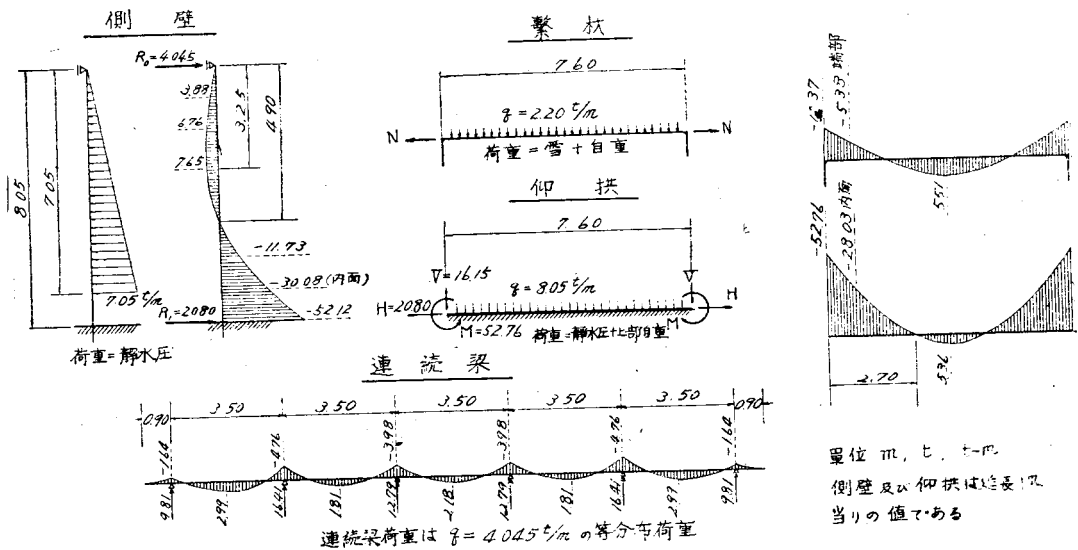 側壁
R₀=4.045
3.88
6.76
7.65
3.25
4.90
8.05
7.05
-11.73
-30.08(内面)
-52.12
7.05 t/m
R₁=20.80
荷重=静水圧
繋杖
7.60
q=2.20 t/m
N
N
荷重=雪+自重
仰拱
7.60
V=16.15
V
q=8.05 t/m
H=20.80
H
M=52.76
荷重=静水圧+上部自重
M
-5.38 端部
5.51
-52.76
-28.03 内面
2.70
5.36
連続梁
0.90
3.50
3.50
3.50
3.50
3.50
0.90
-1.64
-4.76
-3.98
-3.98
-4.76
-1.64
9.81
2.99
16.41
1.81
13.79
2.18
13.79
1.81
16.41
2.99
9.81
連続梁荷重は q=4.045 t/m の等分布荷重
単位 m, t, t-m
側壁及び仰拱は延長1m
当りの値である